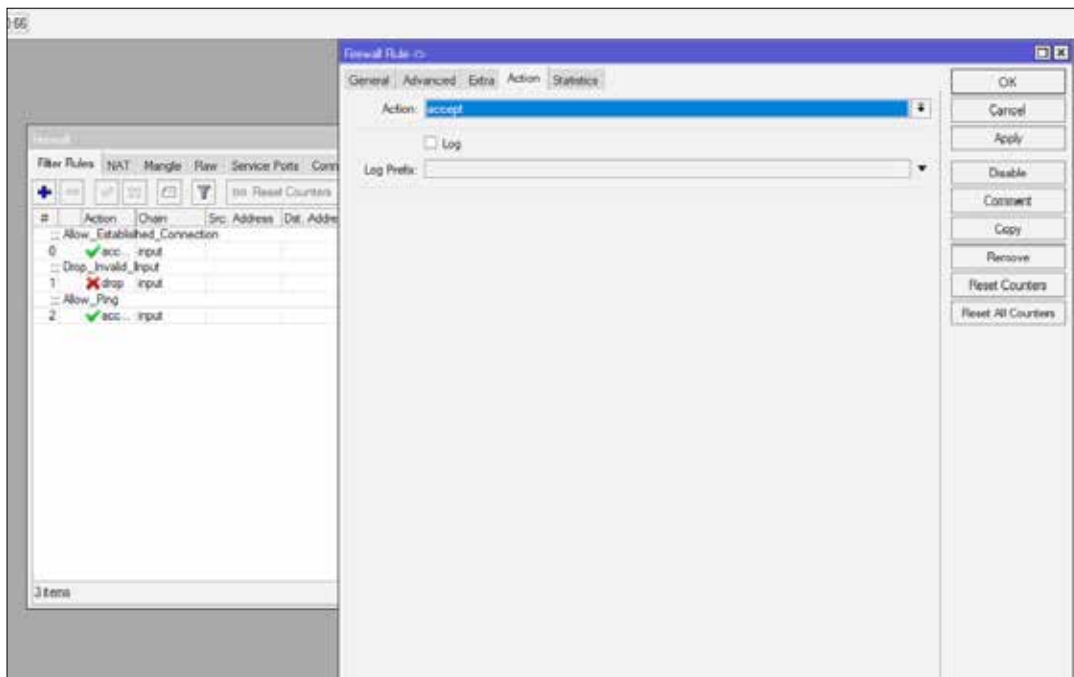 Firewall Rule <>
General Advanced Extra Action Statistics
Action: accept
Log
Log Prefix:
OK
Cancel
Apply
Disable
Comment
Copy
Remove
Reset Counters
Reset All Counters
Firewall
Filter Rules NAT Mangle Raw Service Ports Conn
Reset Counters
# Action Chain Src. Address Dst. Addre
::: Allow_Established_Connection
0 acc... input
::: Drop_Invalid_Input
1 drop input
::: Allow_Ping
2 acc... input
3 items